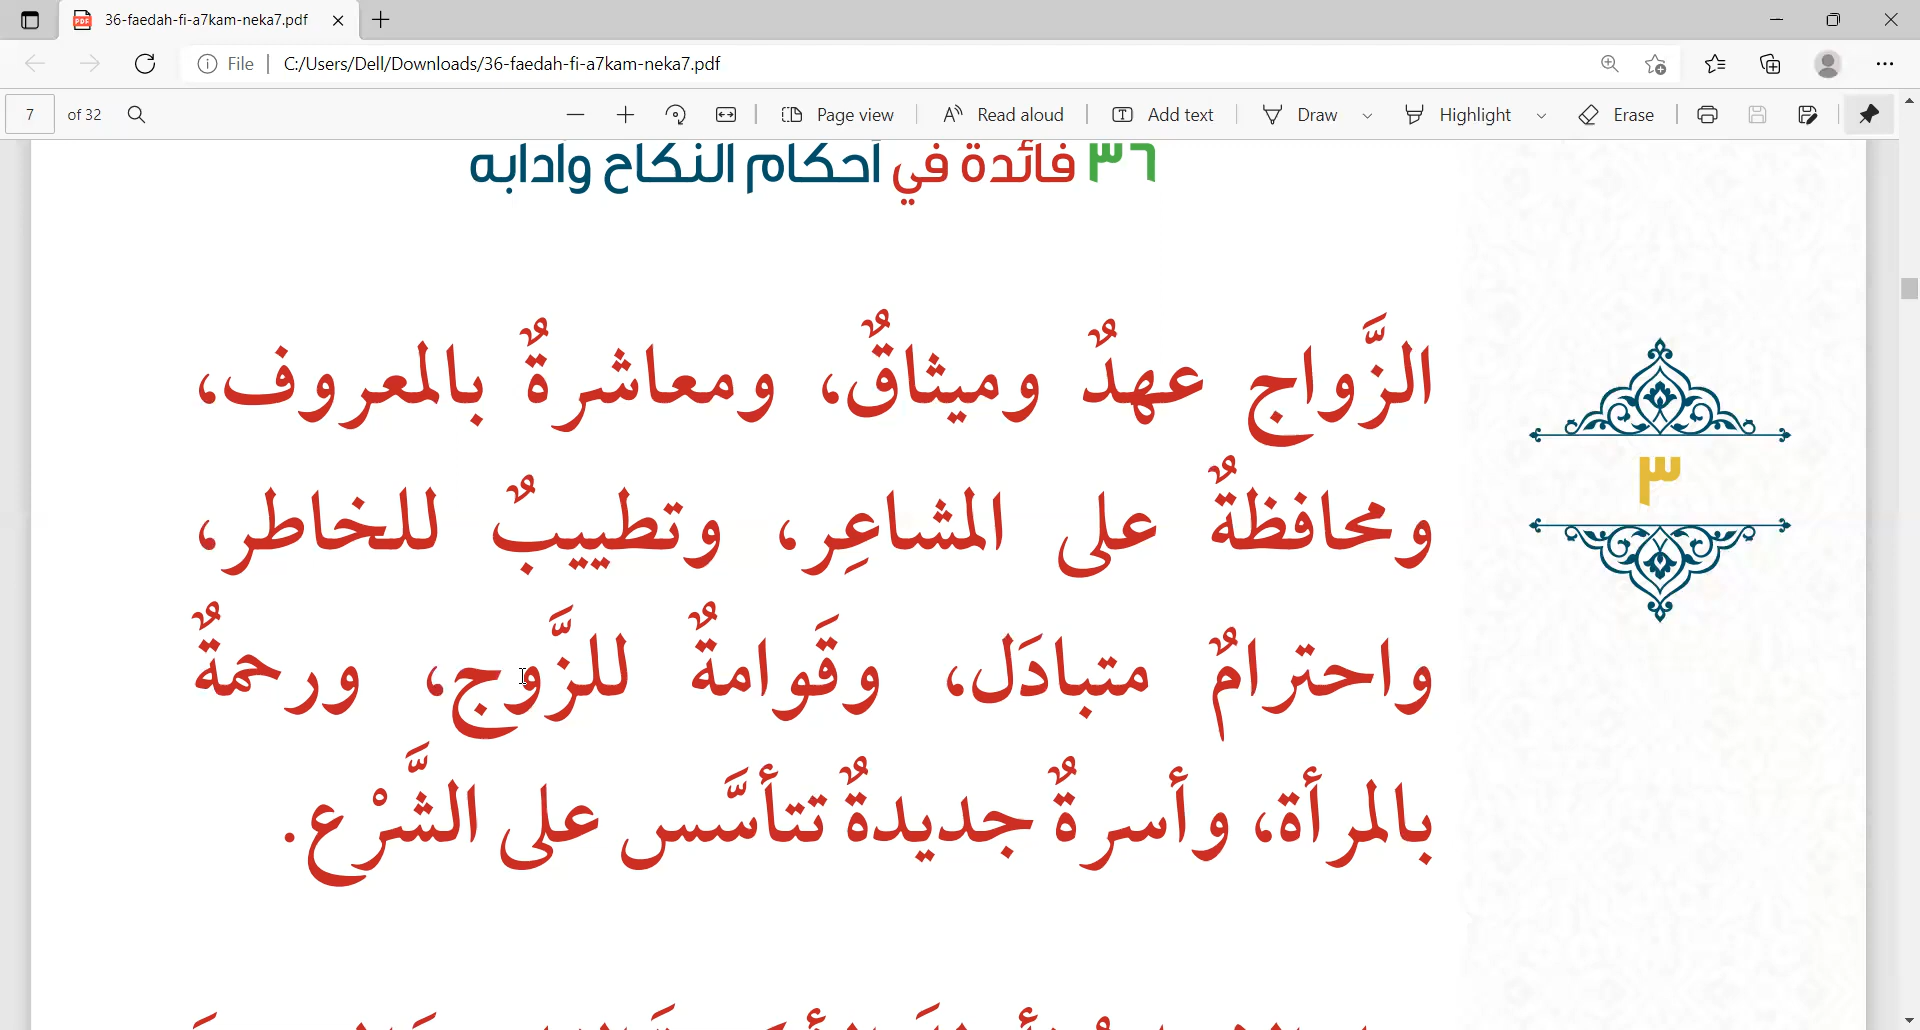 36-faedah-fi-a7kam-neka7.pdf
File C:/Users/Dell/Downloads/36-faedah-fi-a7kam-neka7.pdf
7 of 32 Page view Read aloud Add text Draw Highlight Erase
٣٦ فائدة في أحكام النكاح وآدابه
الزَّواج عهدٌ وميثاقٌ، ومعاشرةٌ بالمعروف،
ومحافظةٌ على المشاعِر، وتطييبٌ للخاطر،
واحترامٌ متبادَل، وقَوامةٌ للزَّوج، ورحمةٌ
بالمرأة، وأسرةٌ جديدةٌ تتأسَّس على الشَّرْع.
٣